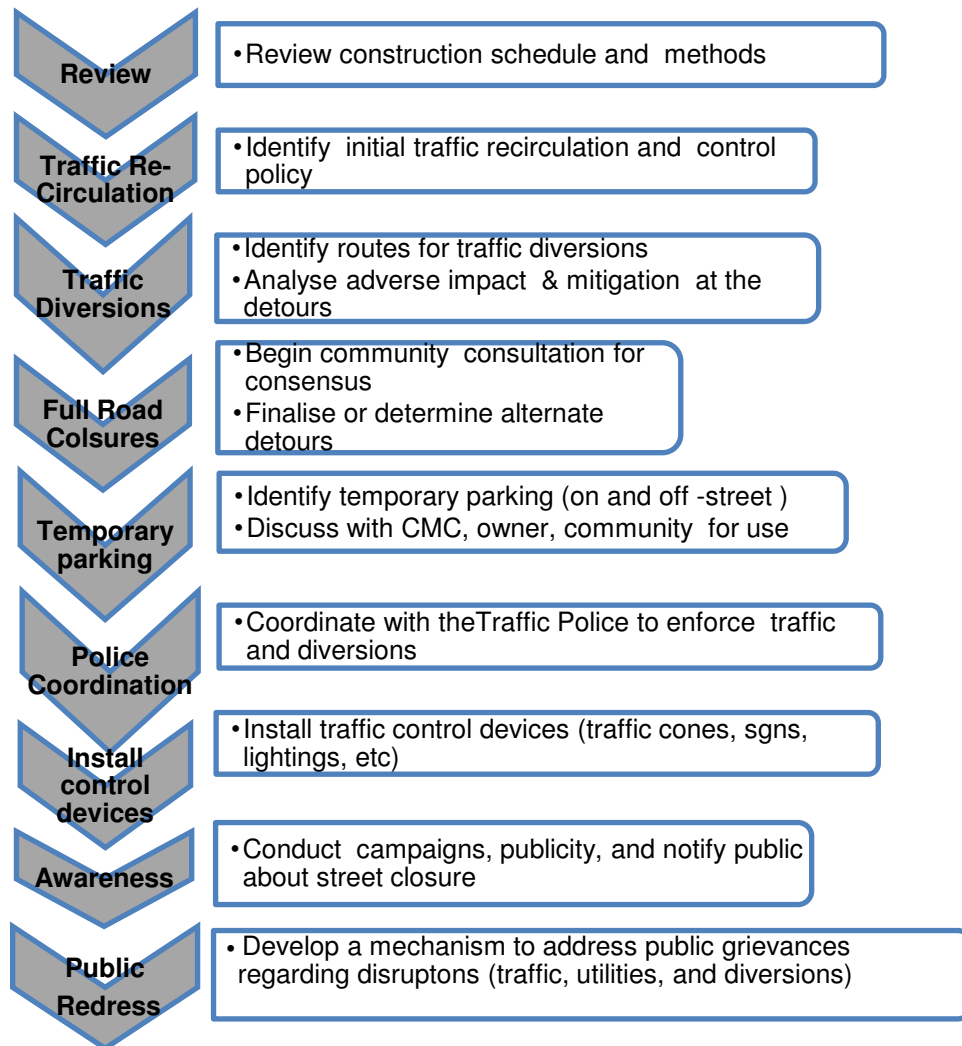 Review
•Review construction schedule and methods
Traffic Re-
Circulation
•Identify initial traffic recirculation and control
policy
Traffic
Diversions
•Identify routes for traffic diversions
•Analyse adverse impact & mitigation at the
detours
Full Road
Colsures
•Begin community consultation for
consensus
•Finalise or determine alternate
detours
Temporary
parking
•Identify temporary parking (on and off -street )
•Discuss with CMC, owner, community for use
Police
Coordination
•Coordinate with theTraffic Police to enforce traffic
and diversions
Install
control
devices
•Install traffic control devices (traffic cones, sgns,
lightings, etc)
Awareness
•Conduct campaigns, publicity, and notify public
about street closure
Public
Redress
• Develop a mechanism to address public grievances
regarding disruptons (traffic, utilities, and diversions)